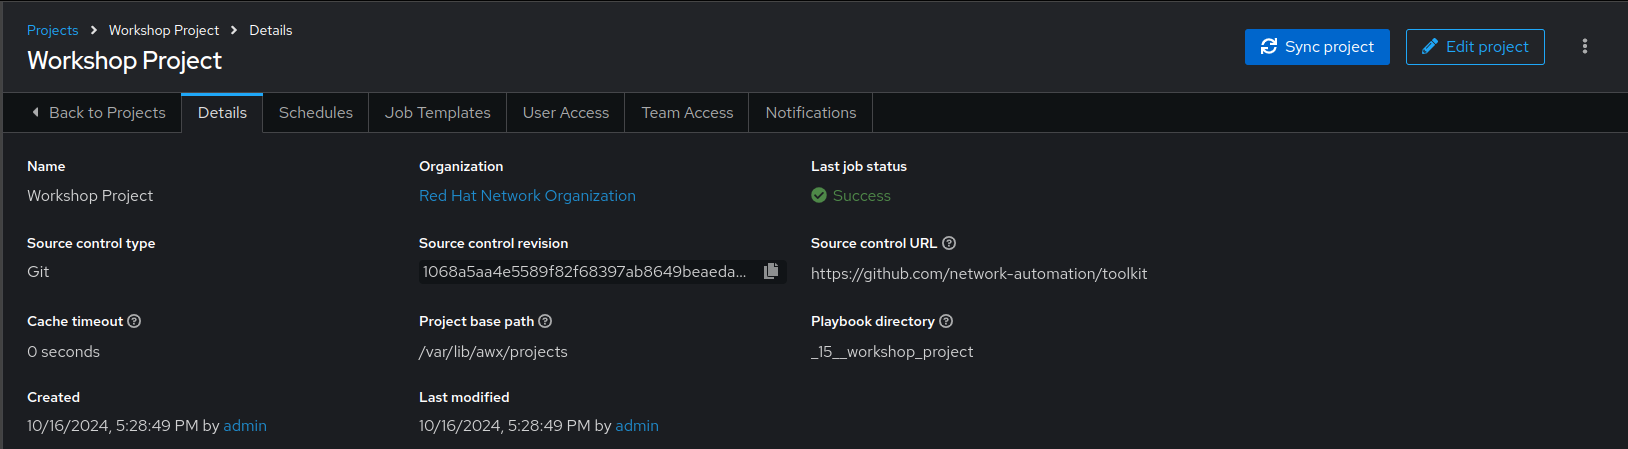 Projects > Workshop Project > Details
Workshop Project
Sync project
Edit project
Back to Projects
Details
Schedules
Job Templates
User Access
Team Access
Notifications
Name
Workshop Project
Organization
Red Hat Network Organization
Last job status
Success
Source control type
Git
Source control revision
1068a5aa4e5589f82f68397ab8649beaeda...
Source control URL
https://github.com/network-automation/toolkit
Cache timeout
0 seconds
Project base path
/var/lib/awx/projects
Playbook directory
_15__workshop_project
Created
10/16/2024, 5:28:49 PM by admin
Last modified
10/16/2024, 5:28:49 PM by admin